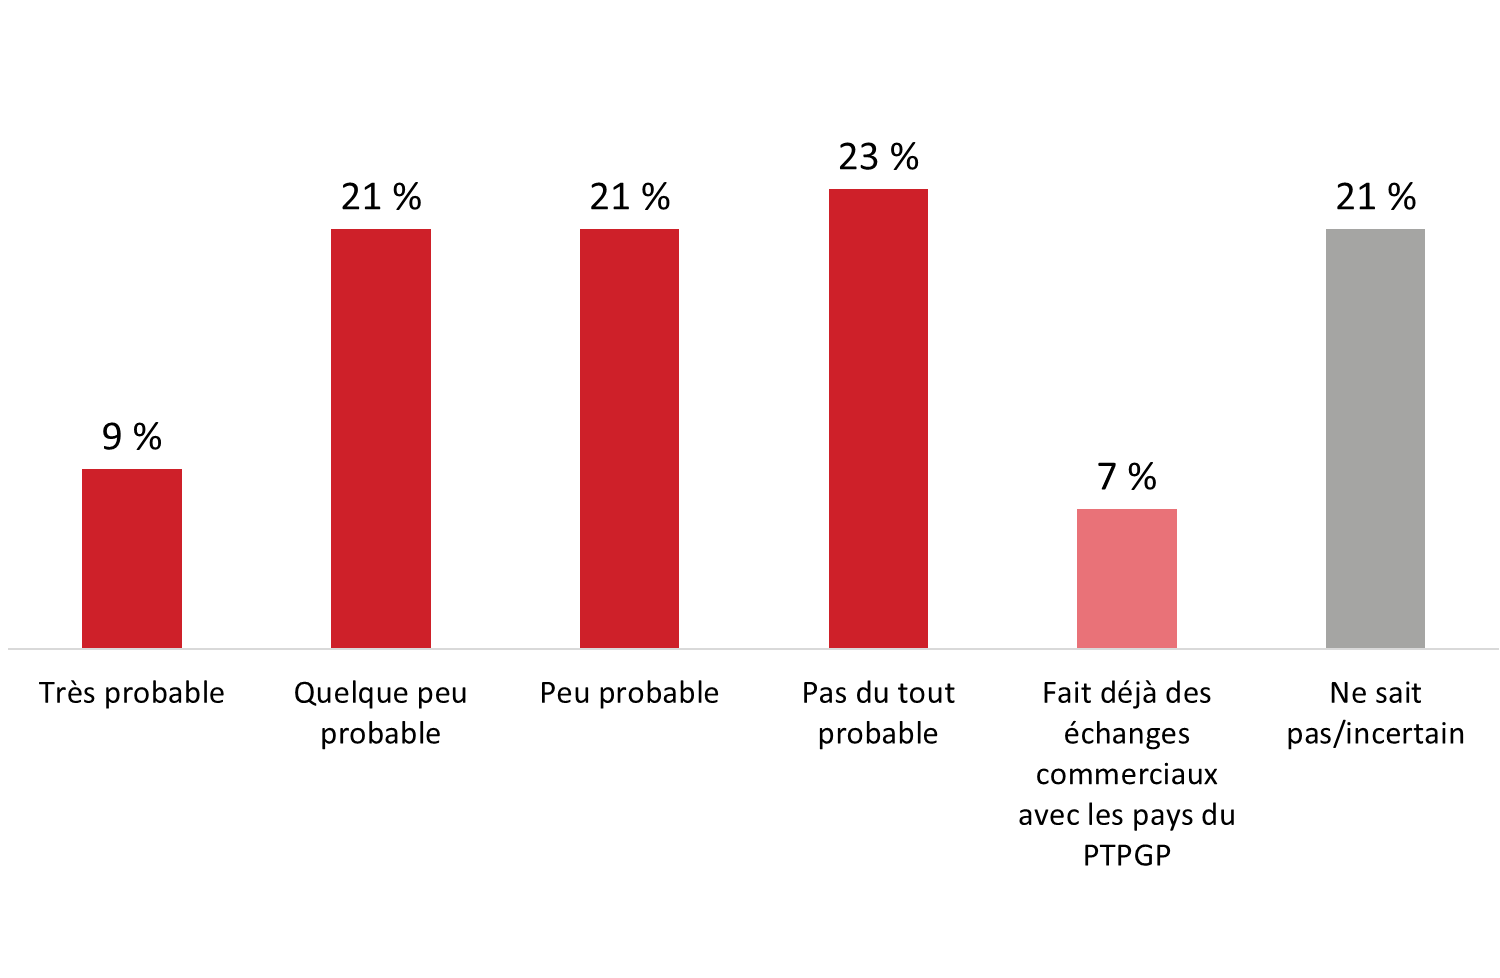 23 %
21 %
21 %
21 %
9 %
7 %
Très probable
Quelque peu
probable
Peu probable
Pas du tout
probable
Fait déjà des
échanges
commerciaux
avec les pays du
PTPGP
Ne sait
pas/incertain